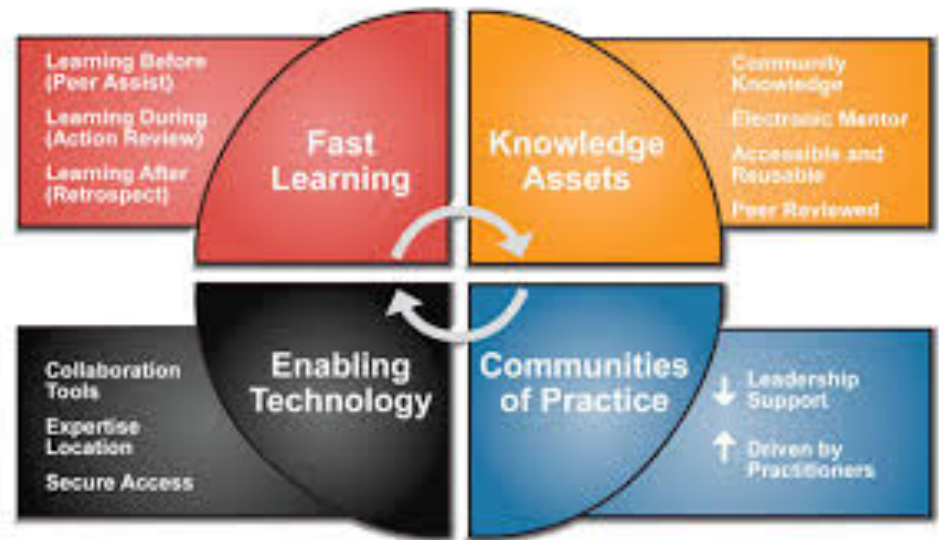 Learning Before
(Peer Assist)
Learning During
(Action Review)
Learning After
(Retrospect)
Fast
Learning
Knowledge
Assets
Community
Knowledge
Electronic Mentor
Accessible and
Reusable
Peer Reviewed
Collaboration
Tools
Expertise
Location
Secure Access
Enabling
Technology
Communities
of Practice
Leadership
Support
Driven by
Practitioners